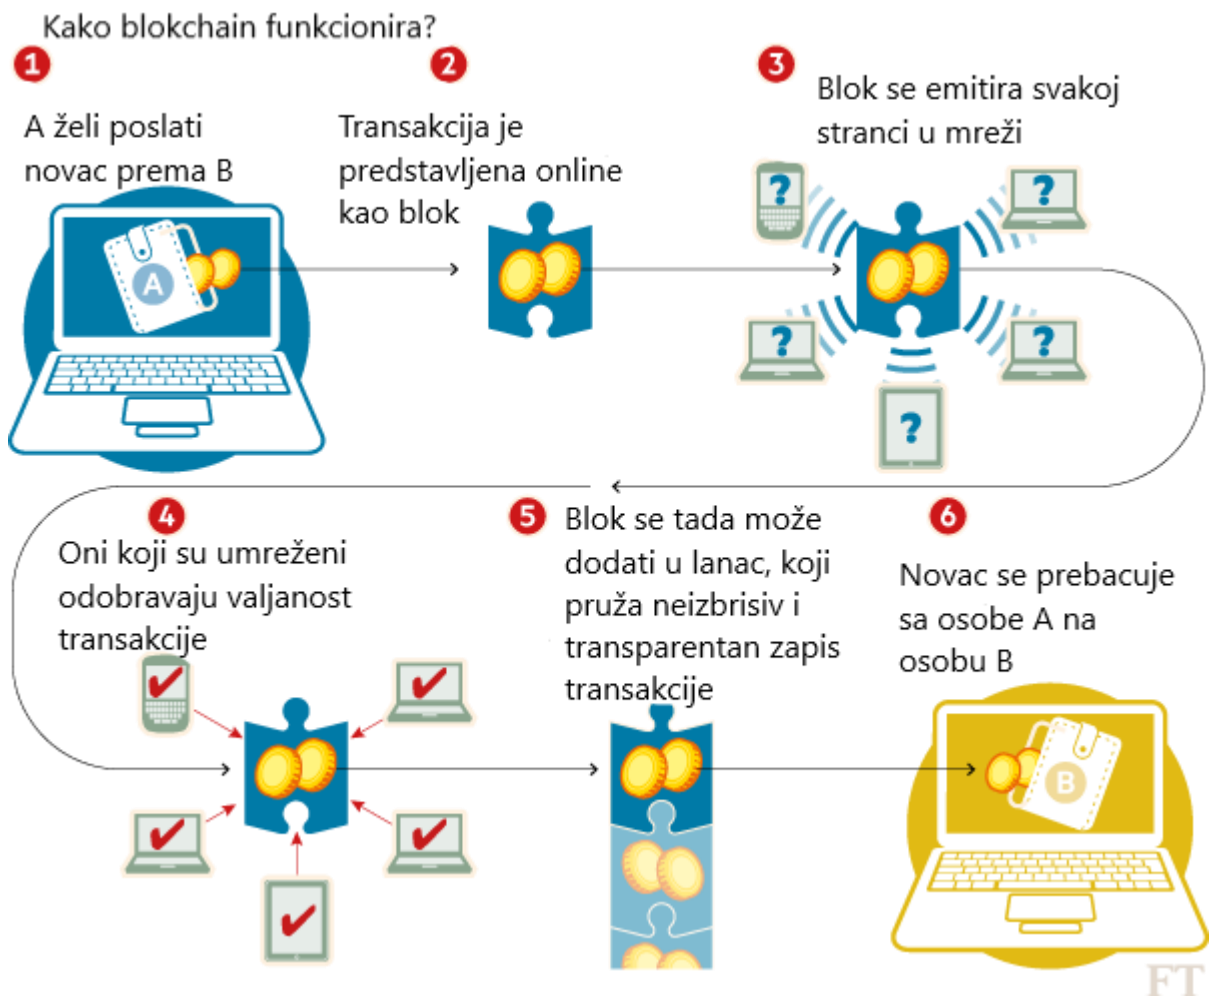 Kako blokchain funkcionira?
1
A želi poslati
novac prema B
A
2
Transakcija je
predstavljena online
kao blok
3
Blok se emitira svakoj
stranci u mreži
?
?
?
?
?
4
Oni koji su umreženi
odobravaju valjanost
transakcije
5
Blok se tada može
dodati u lanac, koji
pruža neizbrisiv i
transparentan zapis
transakcije
6
Novac se prebacuje
sa osobe A na
osobu B
B
FT